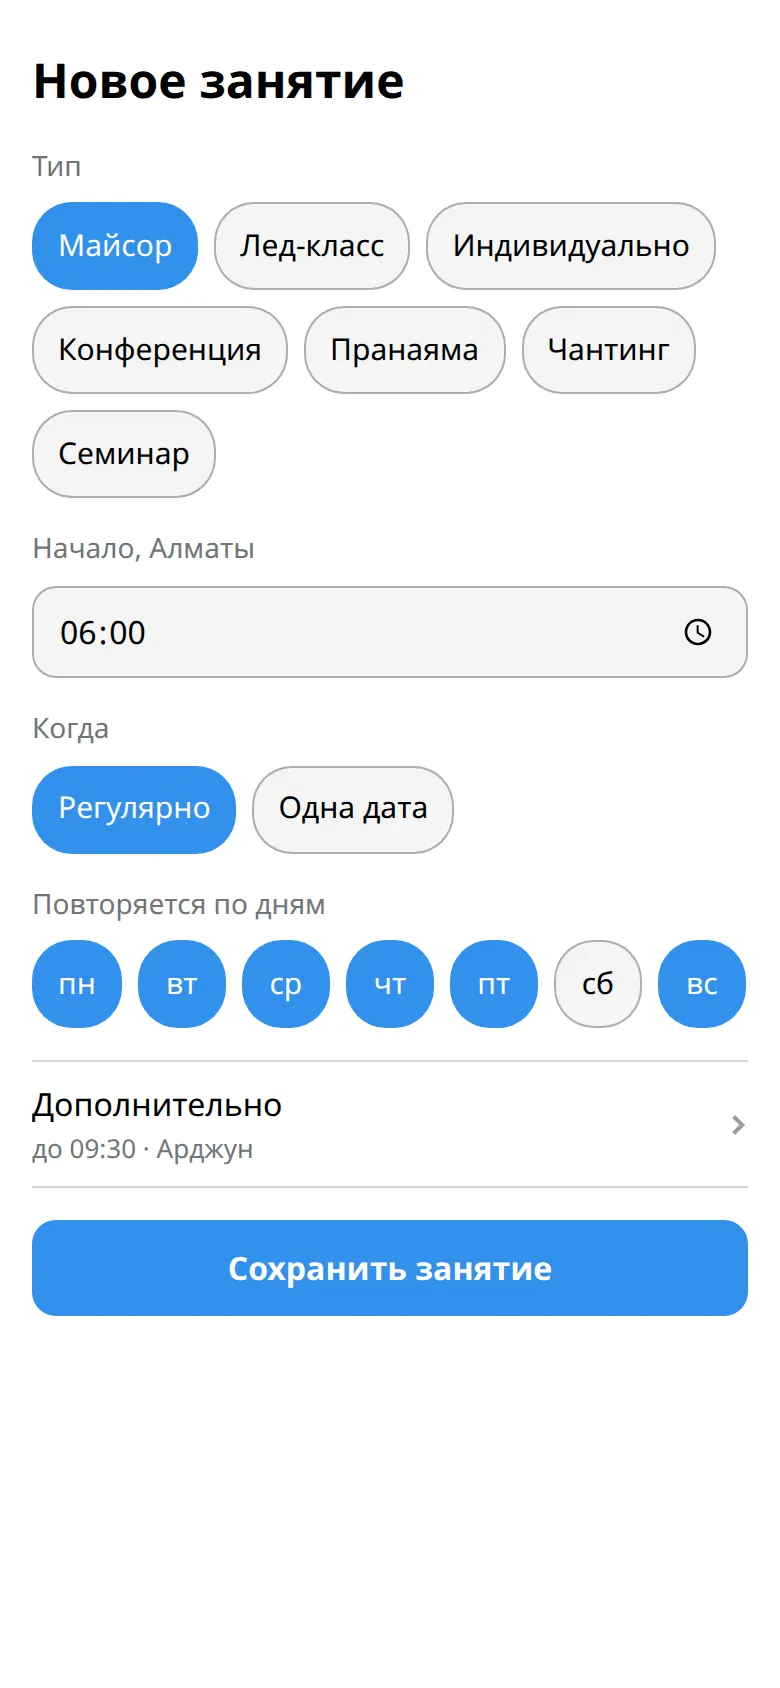 Новое занятие
Тип
Майсор Лед-класс Индивидуально
Конференция Пранаяма Чантинг
Семинар
Начало, Алматы
06:00
Когда
Регулярно Одна дата
Повторяется по дням
пн вт ср чт пт сб вс
Дополнительно
до 09:30 · Арджун
Сохранить занятие